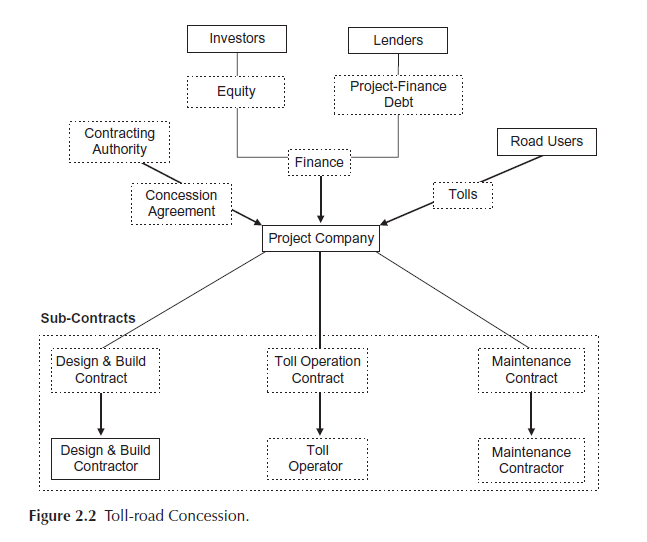 Investors
Lenders
Equity
Project-Finance
Debt
Contracting
Authority
Road Users
Finance
Concession
Agreement
Tolls
Project Company
Sub-Contracts
Design & Build
Contract
Toll Operation
Contract
Maintenance
Contract
Design & Build
Contractor
Toll
Operator
Maintenance
Contractor
Figure 2.2 Toll-road Concession.